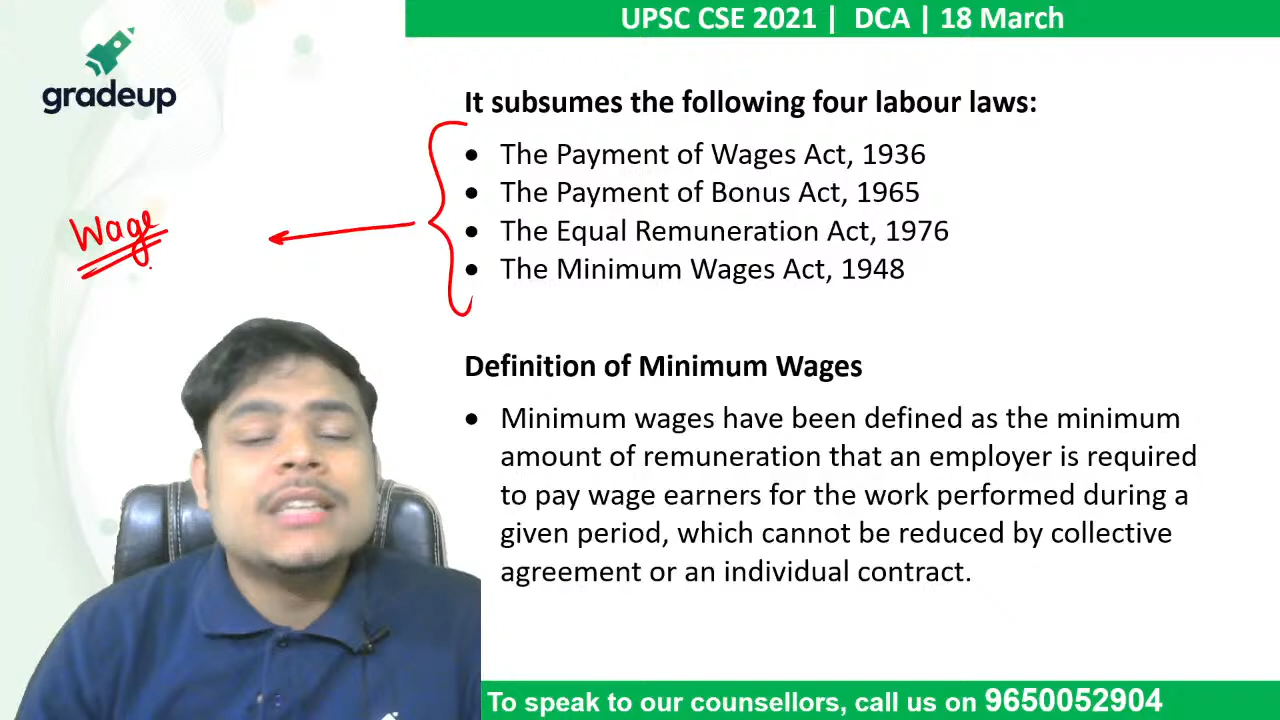 UPSC CSE 2021 | DCA | 18 March
gradeup
It subsumes the following four labour laws:
• The Payment of Wages Act, 1936
• The Payment of Bonus Act, 1965
• The Equal Remuneration Act, 1976
• The Minimum Wages Act, 1948
Wage
Definition of Minimum Wages
• Minimum wages have been defined as the minimum
amount of remuneration that an employer is required
to pay wage earners for the work performed during a
given period, which cannot be reduced by collective
agreement or an individual contract.
To speak to our counsellors, call us on 9650052904